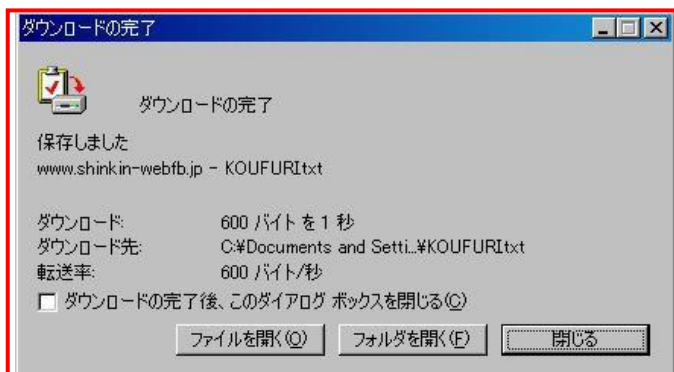 ダウンロードの完了
ダウンロードの完了
保存しました
www.shinkin-webfb.jp - KOUFURItxt
ダウンロード: 600 バイト を 1 秒
ダウンロード先: C:¥Documents and Setti...¥KOUFURItxt
転送率: 600 バイト/秒
ダウンロードの完了後、このダイアログ ボックスを閉じる(C)
ファイルを開く(O) フォルダを開く(F) 閉じる